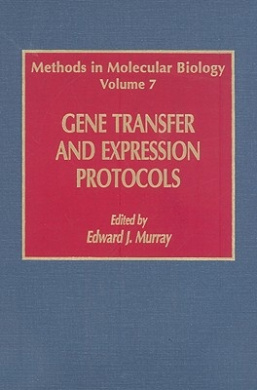 Methods in Molecular Biology
Volume 7
GENE TRANSFER
AND EXPRESSION
PROTOCOLS
Edited by
Edward J. Murray